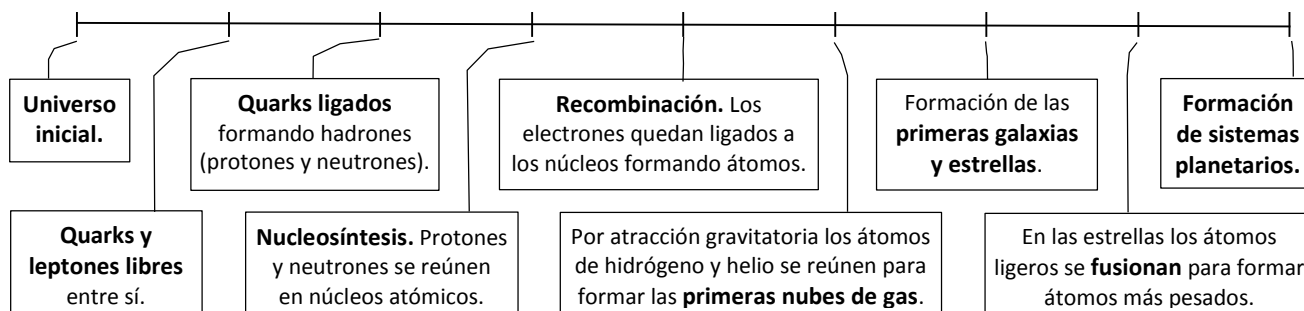 Universo
inicial.
Quarks y
leptones libres
entre sí.
Quarks ligados
formando hadrones
(protones y neutrones).
Nucleosíntesis. Protones
y neutrones se reúnen
en núcleos atómicos.
Recombinación. Los
electrones quedan ligados a
los núcleos formando átomos.
Por atracción gravitatoria los átomos
de hidrógeno y helio se reúnen para
formar las primeras nubes de gas.
Formación de las
primeras galaxias
y estrellas.
En las estrellas los átomos
ligeros se fusionan para formar
átomos más pesados.
Formación
de sistemas
planetarios.